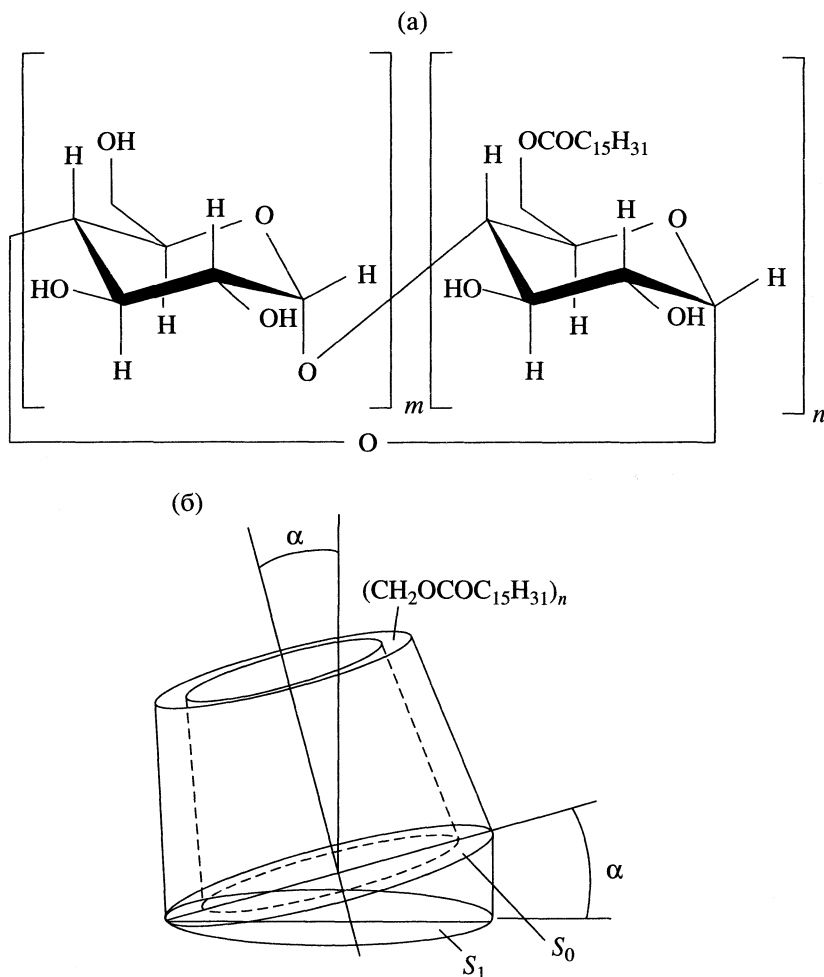 (а)
OH
H
H
O
HO
H
OH
H
H
O
m
OCOC₁₅H₃₁
H
H
O
HO
H
OH
H
H
n
O
(б)
α
(CH₂OCOC₁₅H₃₁)ₙ
α
S₀
S₁